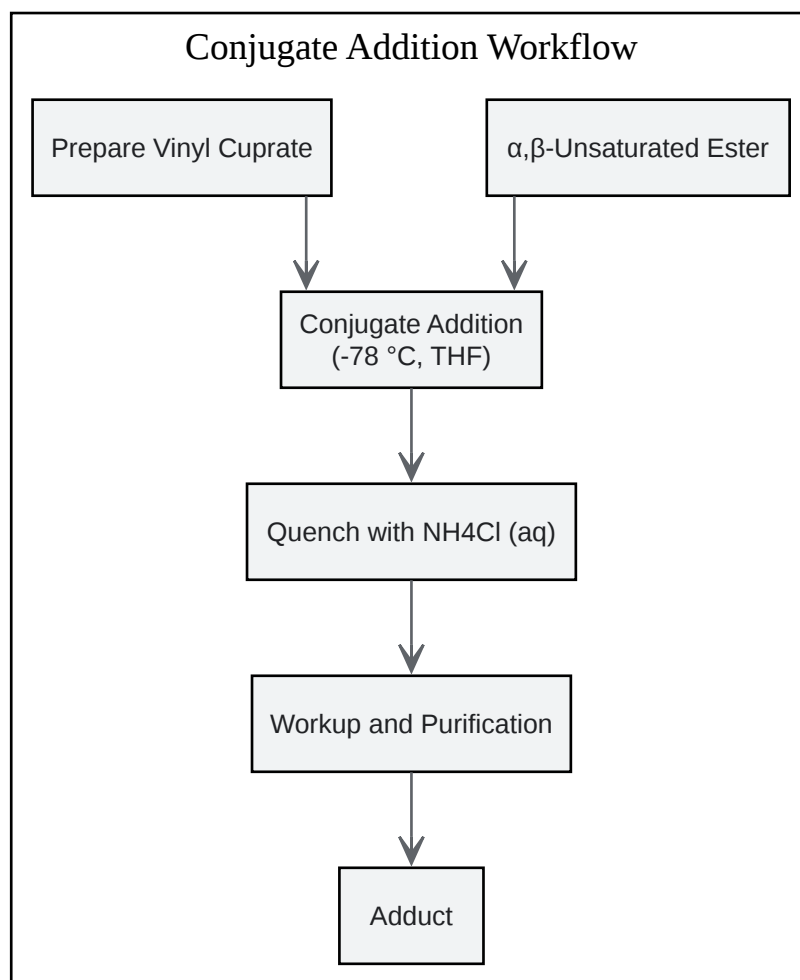 Conjugate Addition Workflow
Prepare Vinyl Cuprate
α,β-Unsaturated Ester
Conjugate Addition
(-78 °C, THF)
Quench with NH4Cl (aq)
Workup and Purification
Adduct